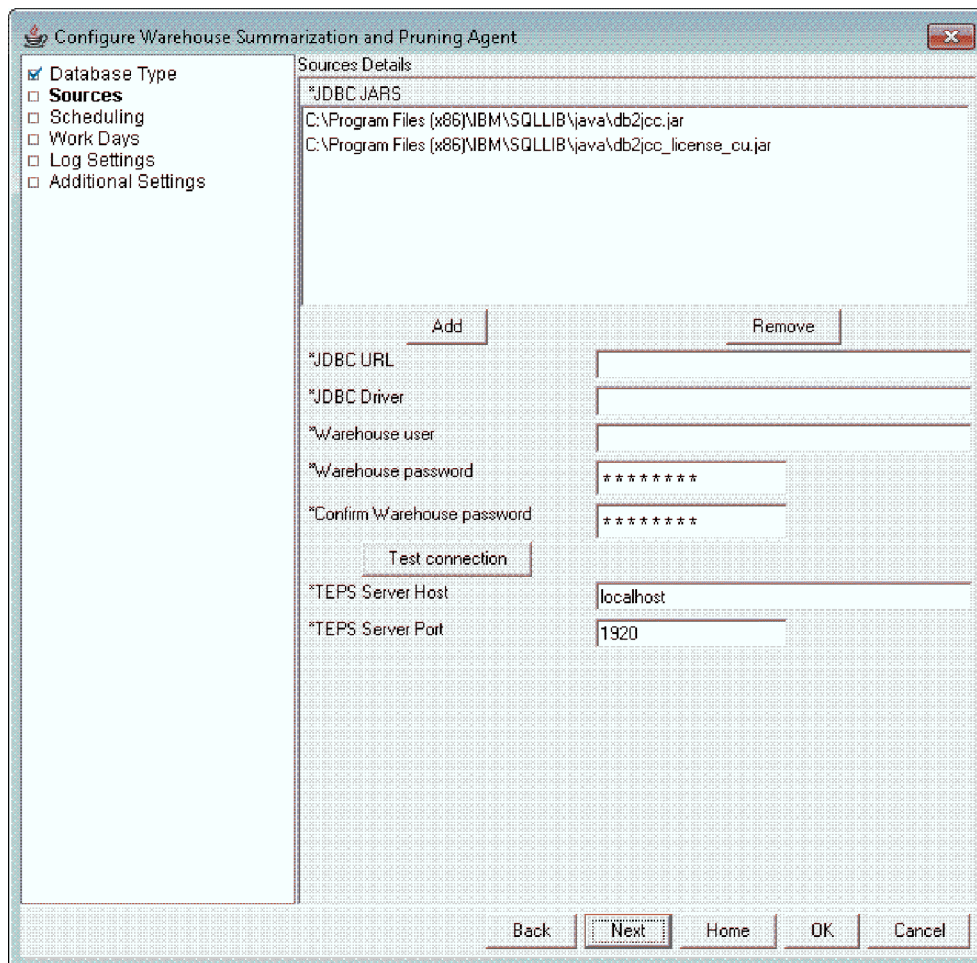 Configure Warehouse Summarization and Pruning Agent
Database Type
Sources
Scheduling
Work Days
Log Settings
Additional Settings
Sources Details
*JDBC JARS
C:\Program Files (x86)\IBM\SQLLIB\java\db2jcc.jar
C:\Program Files (x86)\IBM\SQLLIB\java\db2jcc_license_cu.jar
Add Remove
*JDBC URL
*JDBC Driver
*Warehouse user
*Warehouse password ********
*Confirm Warehouse password ********
Test connection
*TEPS Server Host localhost
*TEPS Server Port 1920
Back Next Home OK Cancel